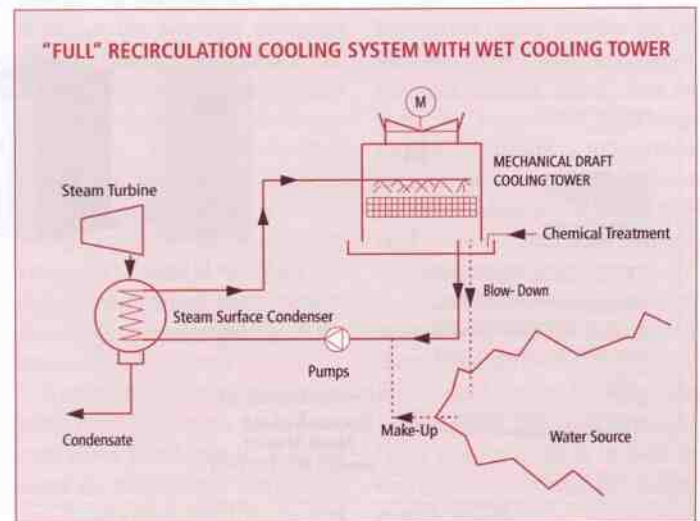 "FULL" RECIRCULATION COOLING SYSTEM WITH WET COOLING TOWER
M
MECHANICAL DRAFT
COOLING TOWER
Steam Turbine
Chemical Treatment
Blow- Down
Steam Surface Condenser
Pumps
Make-Up
Water Source
Condensate